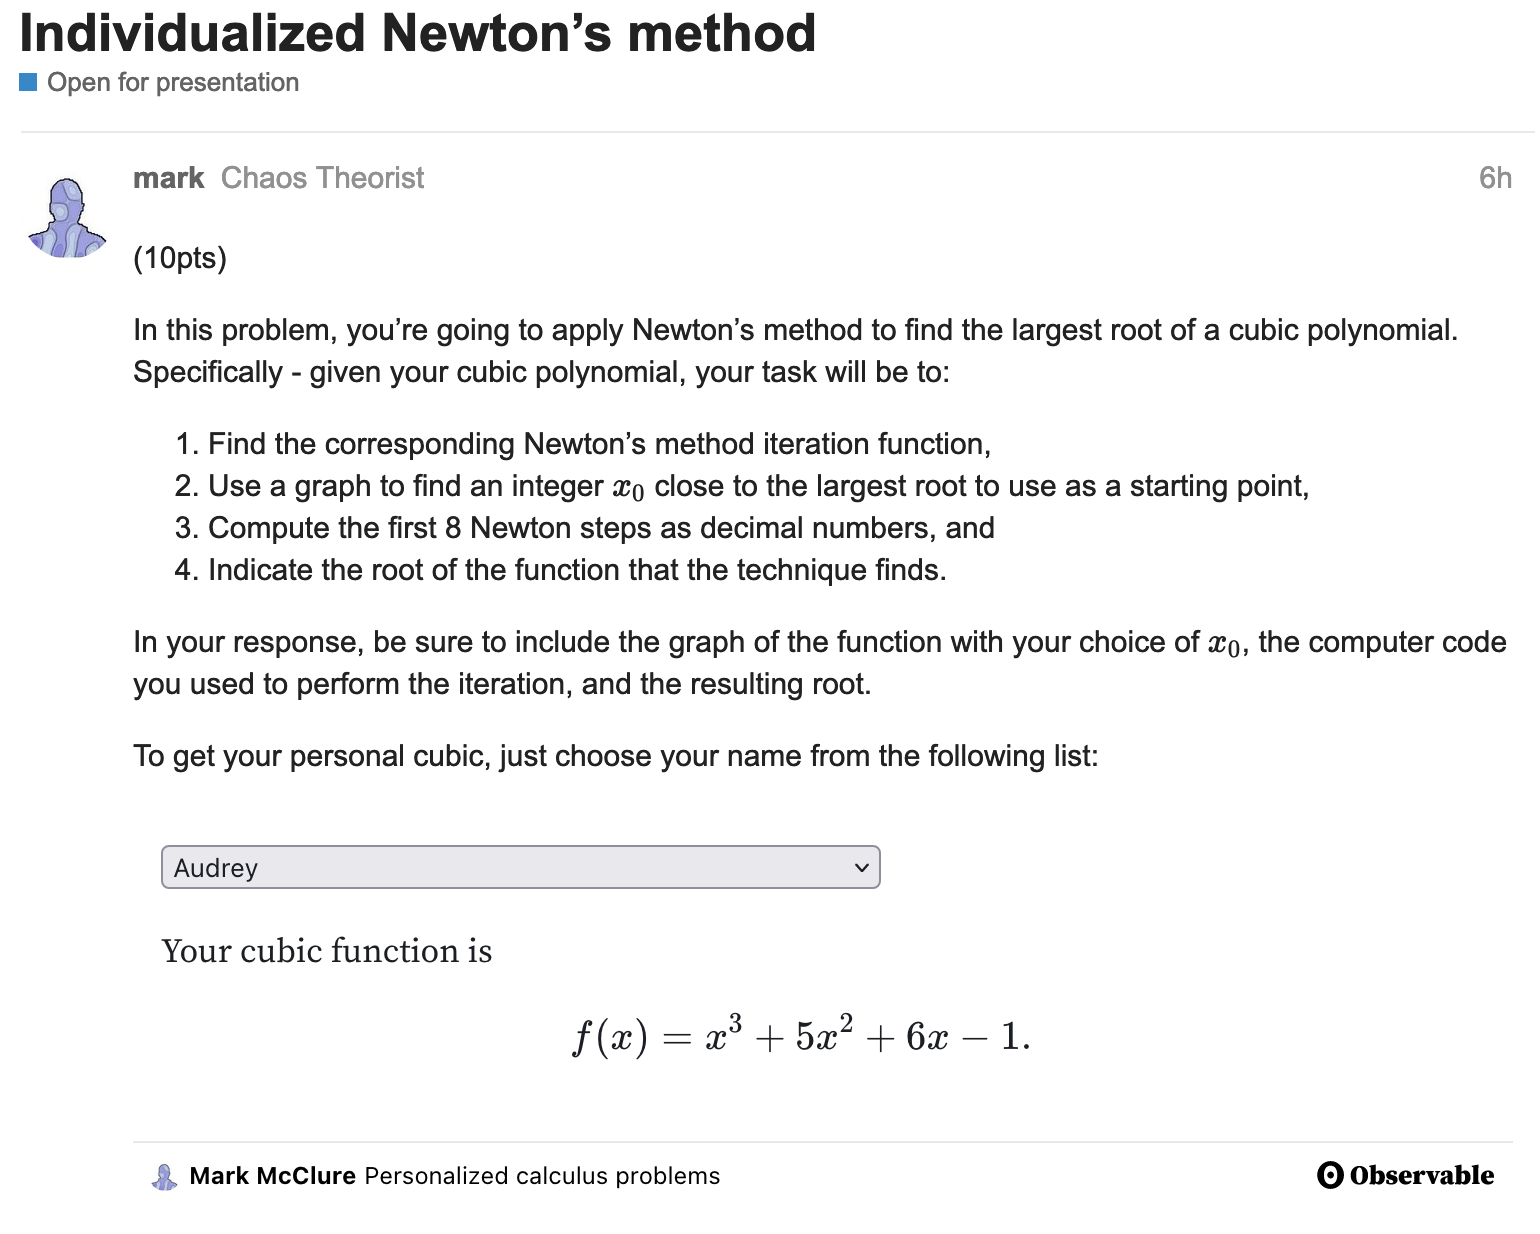 Individualized Newton’s method
Open for presentation
mark Chaos Theorist 6h
(10pts)
In this problem, you’re going to apply Newton’s method to find the largest root of a cubic polynomial.
Specifically - given your cubic polynomial, your task will be to:
1. Find the corresponding Newton’s method iteration function,
2. Use a graph to find an integer x₀ close to the largest root to use as a starting point,
3. Compute the first 8 Newton steps as decimal numbers, and
4. Indicate the root of the function that the technique finds.
In your response, be sure to include the graph of the function with your choice of x₀, the computer code
you used to perform the iteration, and the resulting root.
To get your personal cubic, just choose your name from the following list:
Audrey
Your cubic function is
f(x) = x³ + 5x² + 6x − 1.
Mark McClure Personalized calculus problems Observable